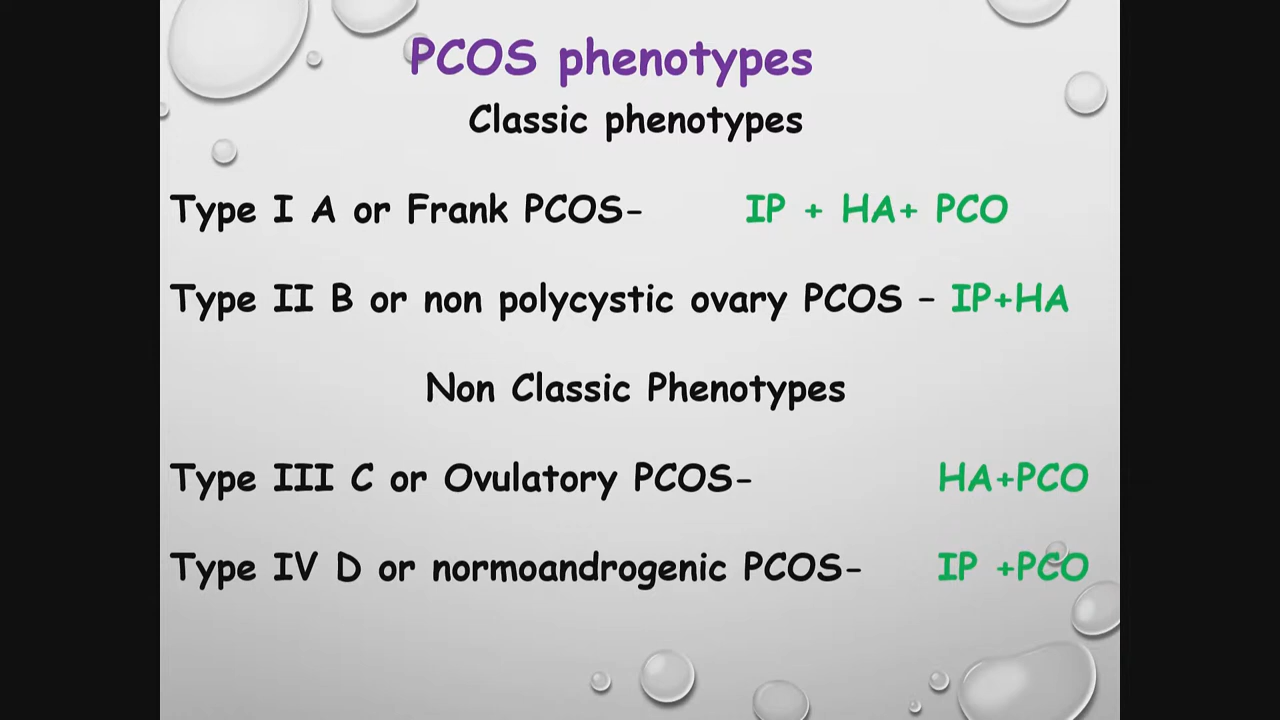 PCOS phenotypes
Classic phenotypes
Type I A or Frank PCOS- IP + HA+ PCO
Type II B or non polycystic ovary PCOS - IP+HA
Non Classic Phenotypes
Type III C or Ovulatory PCOS- HA+PCO
Type IV D or normoandrogenic PCOS- IP +PCO